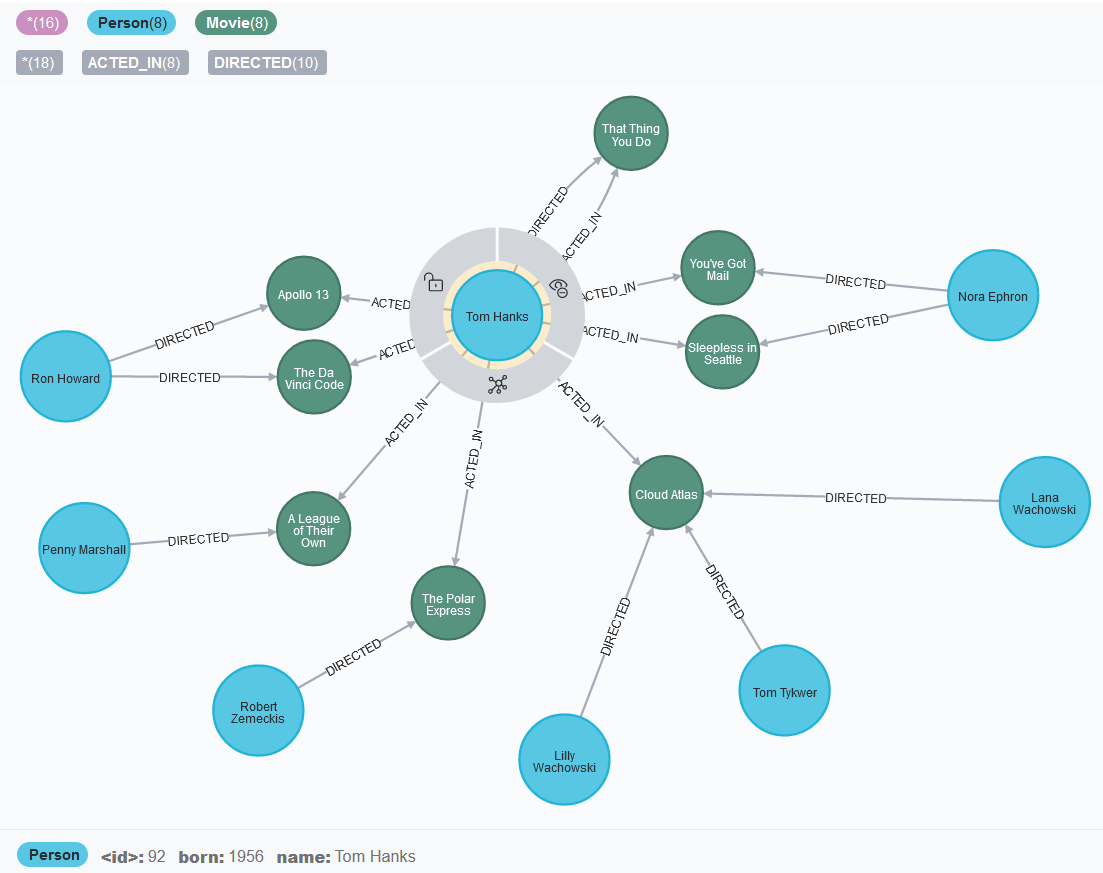 *(16) Person(8) Movie(8)
*(18) ACTED_IN(8) DIRECTED(10)
That Thing
You Do
DIRECTED
ACTED_IN
You've Got
Mail
ACTED_IN
DIRECTED
Nora Ephron
Apollo 13
ACTED
Tom Hanks
DIRECTED
ACTED_IN
DIRECTED
Sleepless in
Seattle
Ron Howard
DIRECTED
The Da
Vinci Code
ACTED
ACTED_IN
ACTED_IN
ACTED_IN
Cloud Atlas
DIRECTED
Lana
Wachowski
Penny Marshall
DIRECTED
A League
of Their
Own
The Polar
Express
DIRECTED
DIRECTED
DIRECTED
Robert
Zemeckis
Tom Tykwer
Lilly
Wachowski
Person <id>: 92 born: 1956 name: Tom Hanks